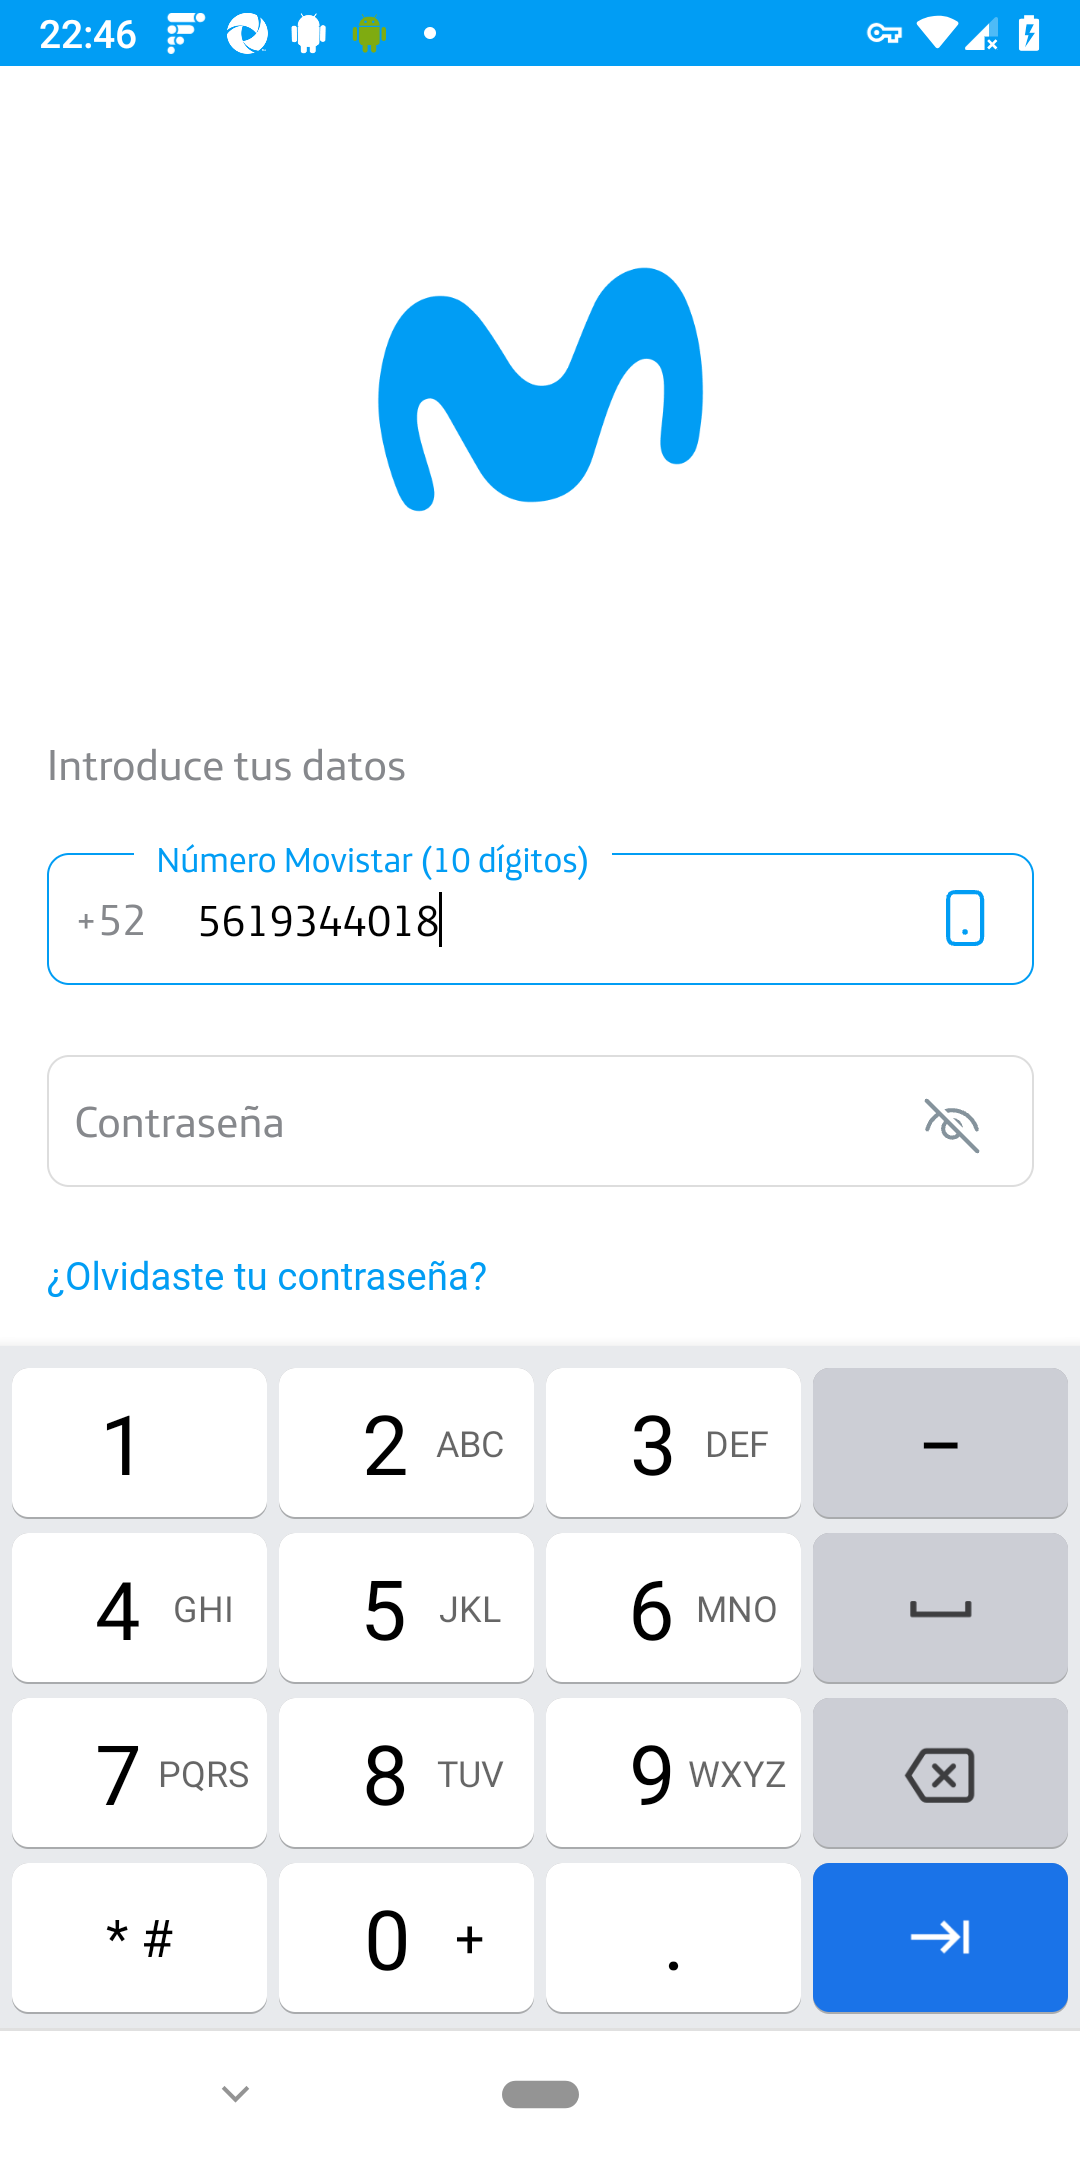 22:46
Introduce tus datos
Número Movistar (10 dígitos)
+52 5619344018
Contraseña
¿Olvidaste tu contraseña?
1 2 ABC 3 DEF –
4 GHI 5 JKL 6 MNO
7 PQRS 8 TUV 9 WXYZ
* # 0 + .